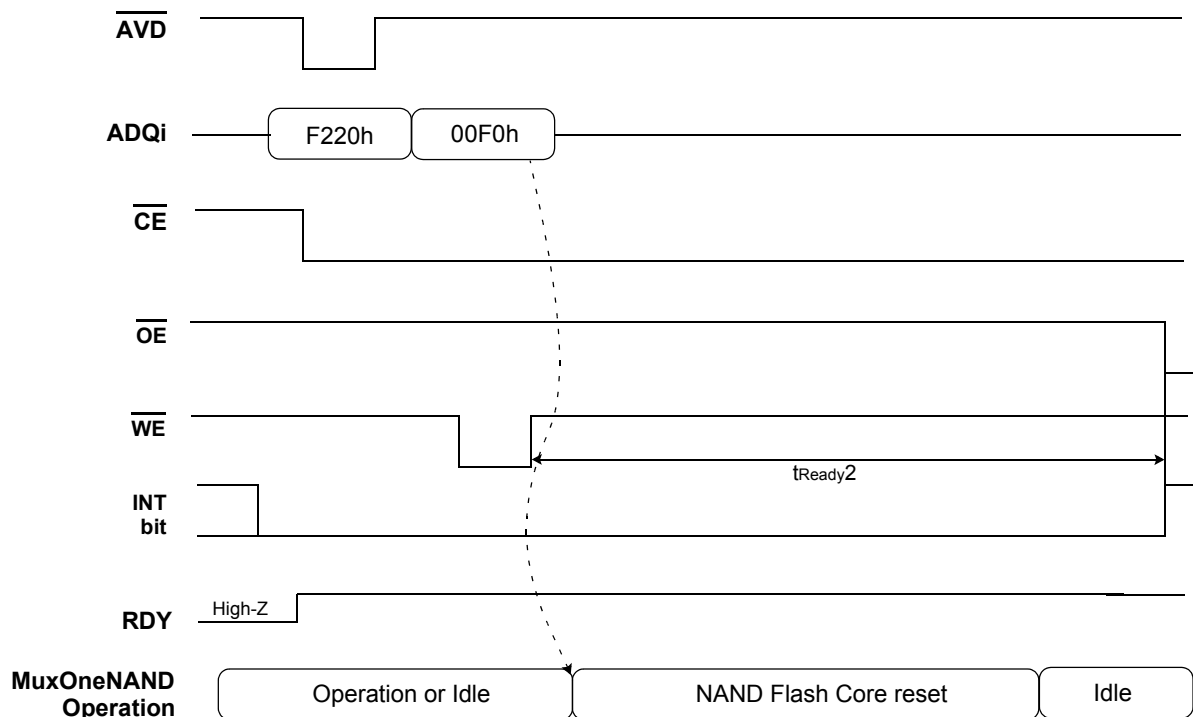 AVD
ADQi
F220h
00F0h
CE
OE
WE
tReady2
INT
bit
High-Z
RDY
MuxOneNAND
Operation
Operation or Idle
NAND Flash Core reset
Idle